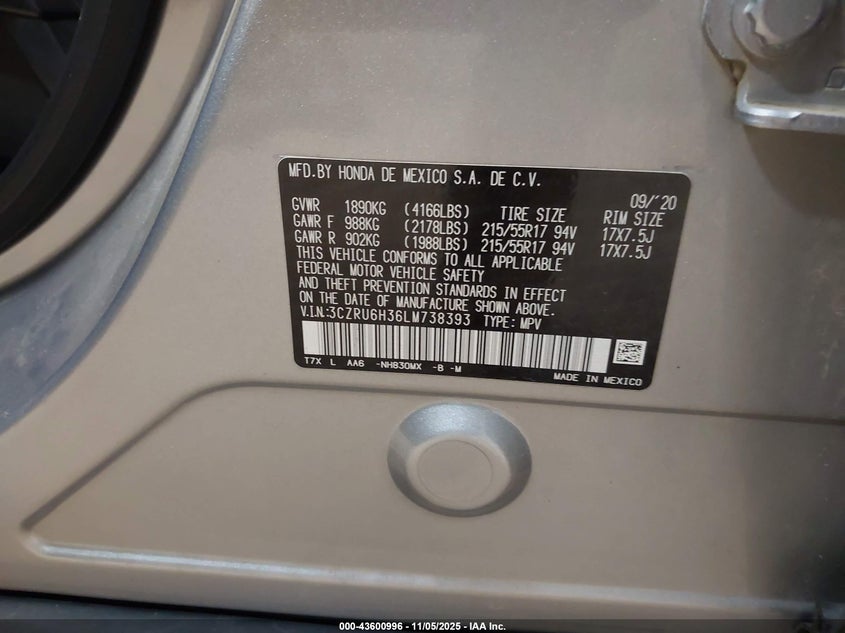 MFD.BY HONDA DE MEXICO S.A. DE C.V.
09/'20
GVWR 1890KG (4166LBS) TIRE SIZE RIM SIZE
GAWR F 988KG (2178LBS) 215/55R17 94V 17X7.5J
GAWR R 902KG (1988LBS) 215/55R17 94V 17X7.5J
THIS VEHICLE CONFORMS TO ALL APPLICABLE
FEDERAL MOTOR VEHICLE SAFETY
AND THEFT PREVENTION STANDARDS IN EFFECT
ON THE DATE OF MANUFACTURE SHOWN ABOVE.
V.I.N:3CZRU6H36LM738393 TYPE: MPV
T7X L AA6 -NH830MX -B -M
MADE IN MEXICO
000-43600996 - 11/05/2025 - IAA Inc.